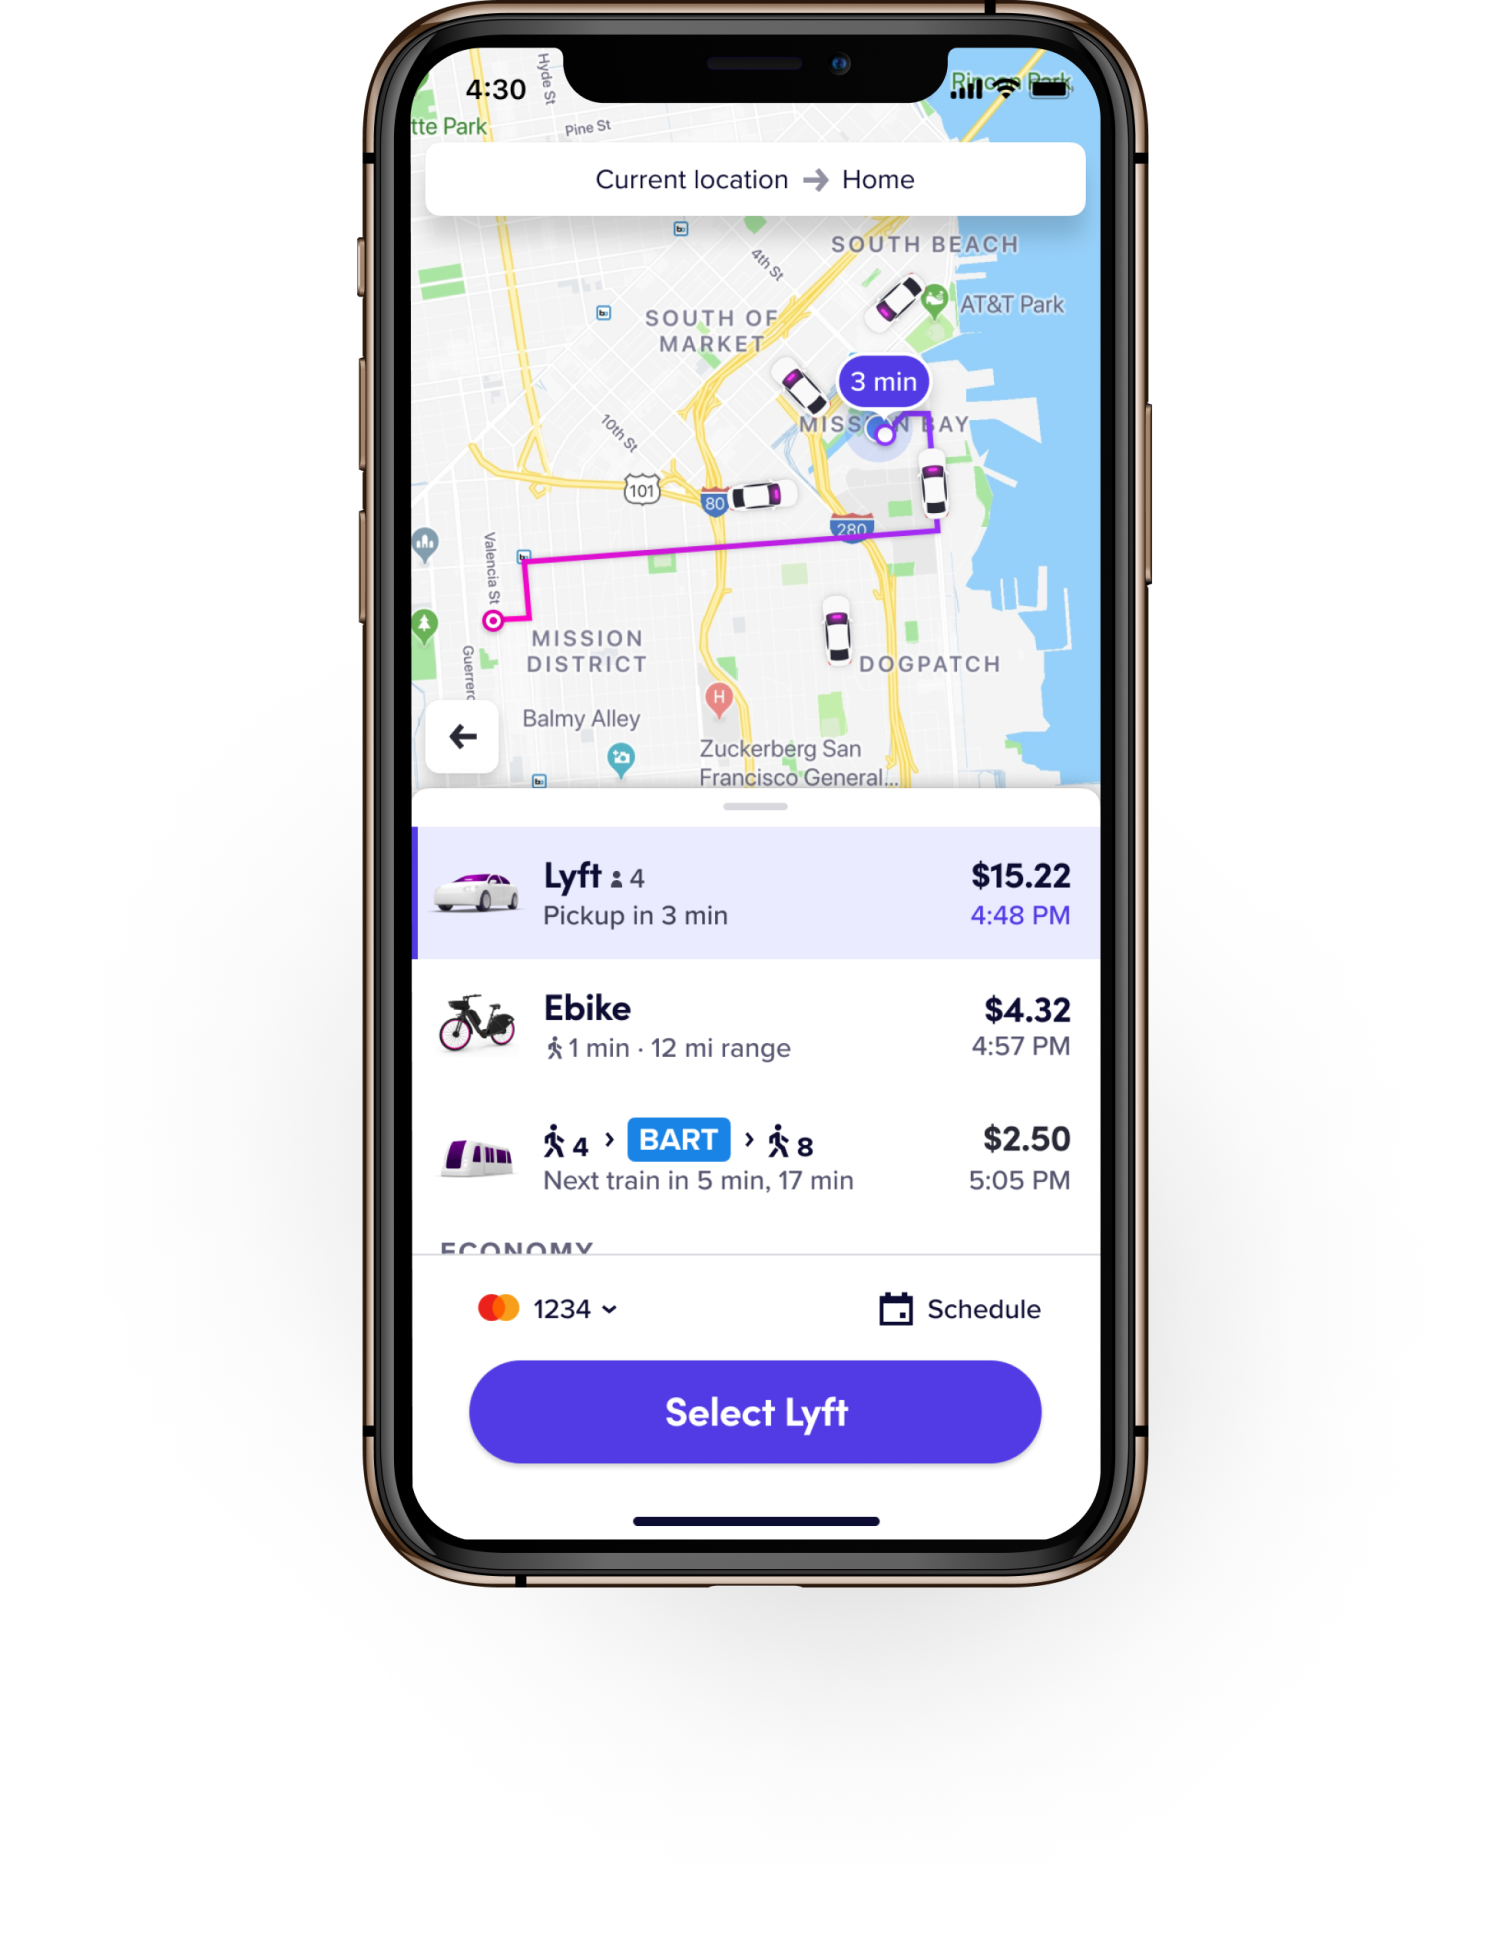 4:30
Hyde St
Rincon Park
tte Park
Pine St
Current location → Home
SOUTH BEACH
4th St
AT&T Park
SOUTH OF
MARKET
3 min
MISSION BAY
10th St
101
80
280
Valencia St
MISSION
DISTRICT
DOGPATCH
Guerrero
H
Balmy Alley
Zuckerberg San
Francisco General...
Lyft 4
$15.22
Pickup in 3 min
4:48 PM
Ebike
$4.32
1 min · 12 mi range
4:57 PM
4 › BART › 8
$2.50
Next train in 5 min, 17 min
5:05 PM
ECONOMY
1234
Schedule
Select Lyft